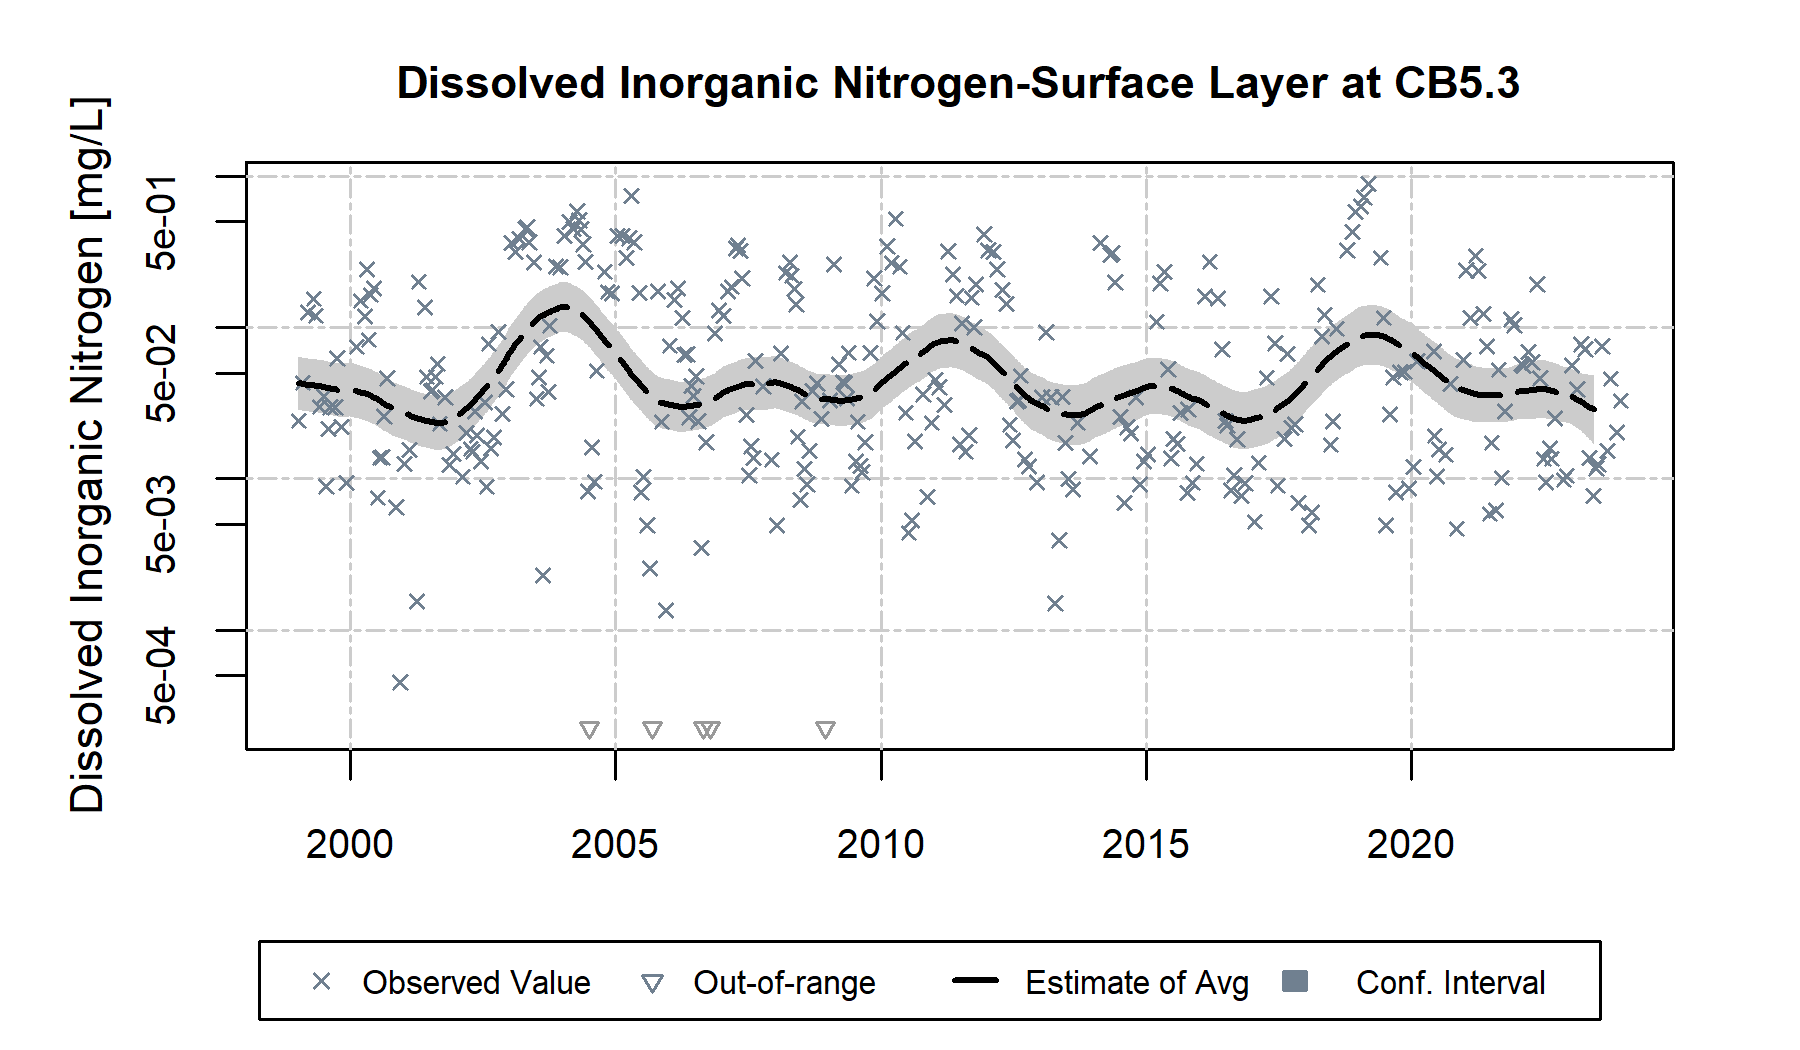 Dissolved Inorganic Nitrogen-Surface Layer at CB5.3
Dissolved Inorganic Nitrogen [mg/L]
5e-01
5e-02
5e-03
5e-04
2000 2005 2010 2015 2020
Observed Value Out-of-range Estimate of Avg Conf. Interval